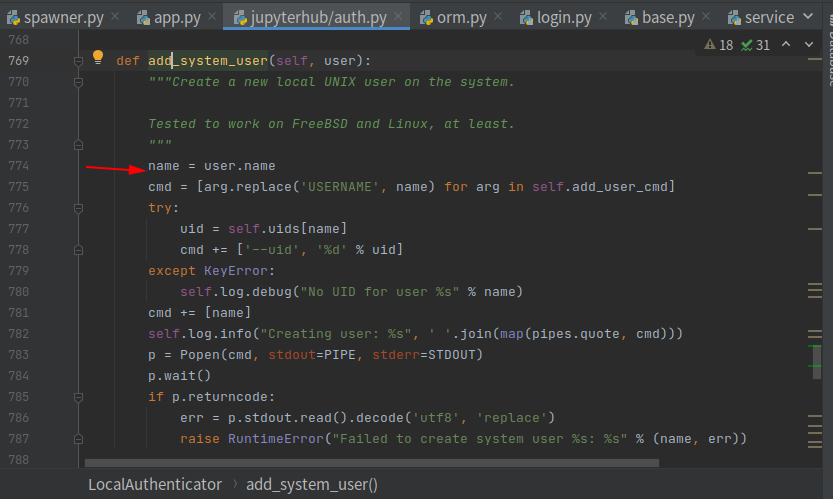 spawner.py app.py jupyterhub/auth.py orm.py login.py base.py service
18 31
768
769 def add_system_user(self, user):
770 """Create a new local UNIX user on the system.
771
772 Tested to work on FreeBSD and Linux, at least.
773 """
774 name = user.name
775 cmd = [arg.replace('USERNAME', name) for arg in self.add_user_cmd]
776 try:
777 uid = self.uids[name]
778 cmd += ['--uid', '%d' % uid]
779 except KeyError:
780 self.log.debug("No UID for user %s" % name)
781 cmd += [name]
782 self.log.info("Creating user: %s", ' '.join(map(pipes.quote, cmd)))
783 p = Popen(cmd, stdout=PIPE, stderr=STDOUT)
784 p.wait()
785 if p.returncode:
786 err = p.stdout.read().decode('utf8', 'replace')
787 raise RuntimeError("Failed to create system user %s: %s" % (name, err))
788
LocalAuthenticator › add_system_user()